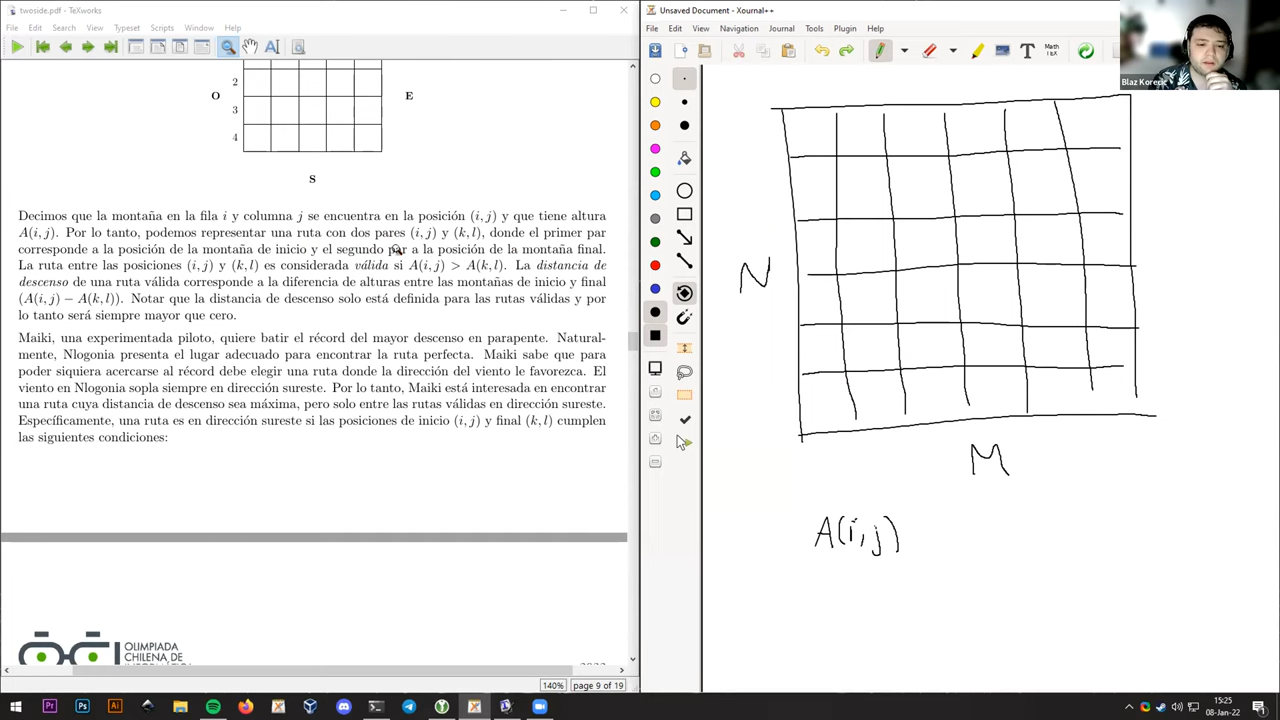 twoside.pdf - TeXworks
File Edit Search View Typeset Scripts Window Help
2
O E
3
4
S
Decimos que la montaña en la fila i y columna j se encuentra en la posición (i, j) y que tiene altura
A(i, j). Por lo tanto, podemos representar una ruta con dos pares (i, j) y (k, l), donde el primer par
corresponde a la posición de la montaña de inicio y el segundo par a la posición de la montaña final.
La ruta entre las posiciones (i, j) y (k, l) es considerada válida si A(i, j) > A(k, l). La distancia de
descenso de una ruta válida corresponde a la diferencia de alturas entre las montañas de inicio y final
(A(i, j) − A(k, l)). Notar que la distancia de descenso solo está definida para las rutas válidas y por
lo tanto será siempre mayor que cero.
Maiki, una experimentada piloto, quiere batir el récord del mayor descenso en parapente. Natural-
mente, Nlogonia presenta el lugar adecuado para encontrar la ruta perfecta. Maiki sabe que para
poder siquiera acercarse al récord debe elegir una ruta donde la dirección del viento le favorezca. El
viento en Nlogonia sopla siempre en dirección sureste. Por lo tanto, Maiki está interesada en encontrar
una ruta cuya distancia de descenso sea máxima, pero solo entre las rutas válidas en dirección sureste.
Específicamente, una ruta es en dirección sureste si las posiciones de inicio (i, j) y final (k, l) cumplen
las siguientes condiciones:
OLIMPIADA
CHILENA DE
140% page 9 of 19
Unsaved Document - Xournal++
File Edit View Navigation Journal Tools Plugin Help
T
Math
Blaz Korecic
N
M
A(i,j)
15:25
08-Jan-22